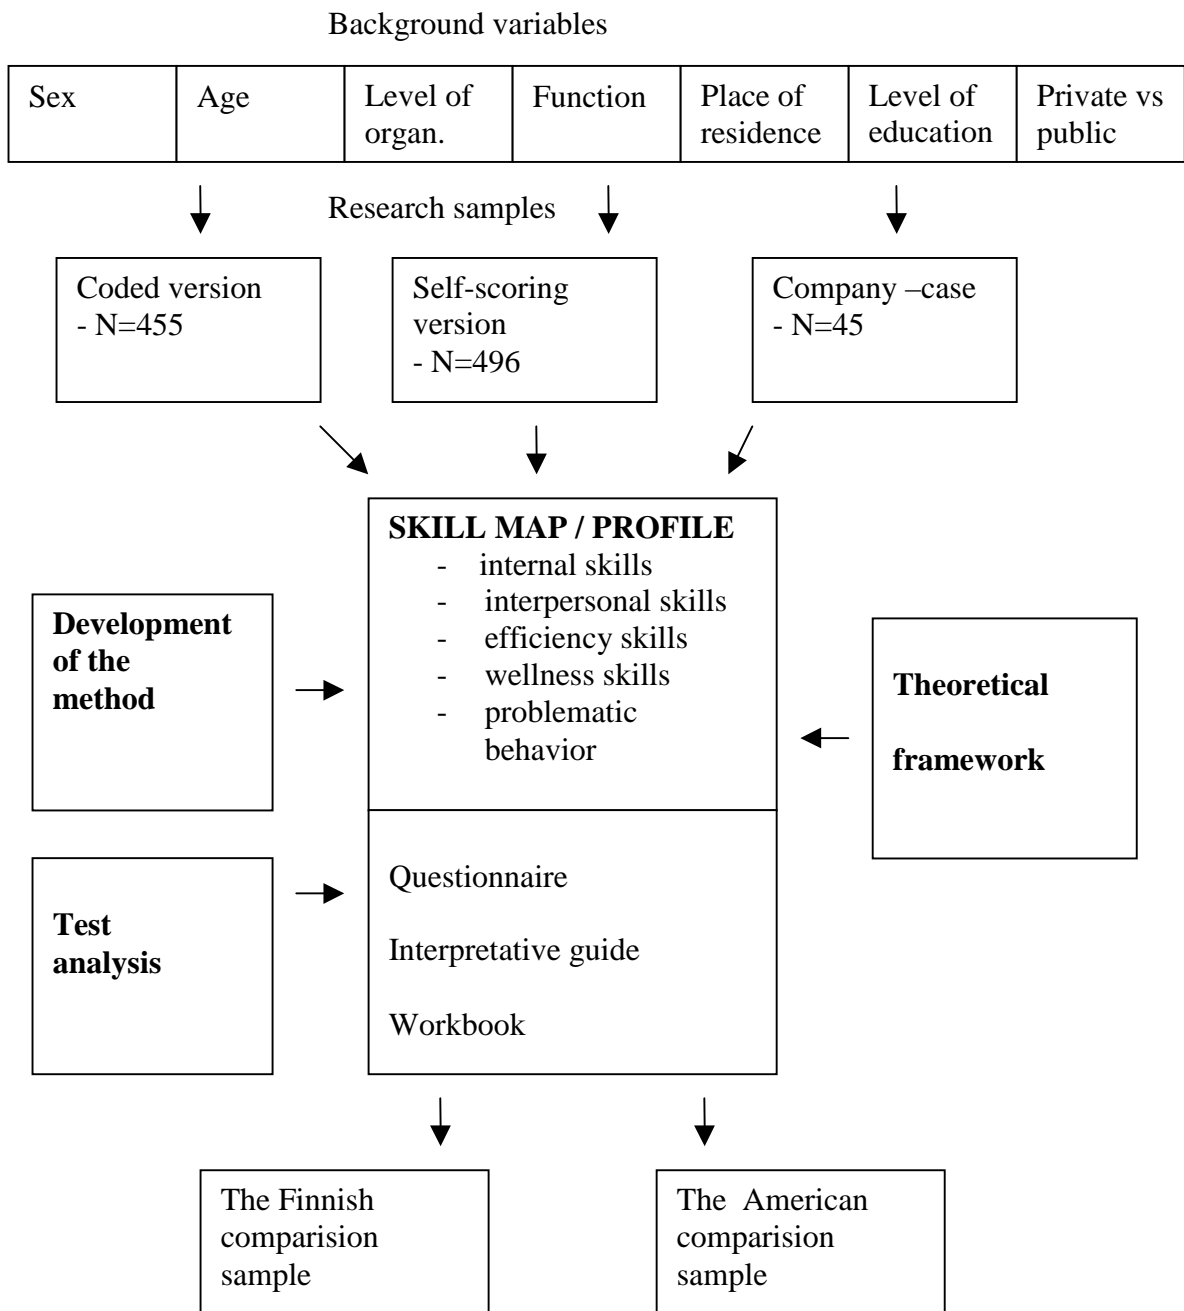 Background variables
Sex
Age
Level of
organ.
Function
Place of
residence
Level of
education
Private vs
public
Research samples
Coded version
- N=455
Self-scoring
version
- N=496
Company –case
- N=45
SKILL MAP / PROFILE
- internal skills
- interpersonal skills
- efficiency skills
- wellness skills
- problematic
behavior
Development
of the
method
Theoretical
framework
Test
analysis
Questionnaire
Interpretative guide
Workbook
The Finnish
comparision
sample
The American
comparision
sample